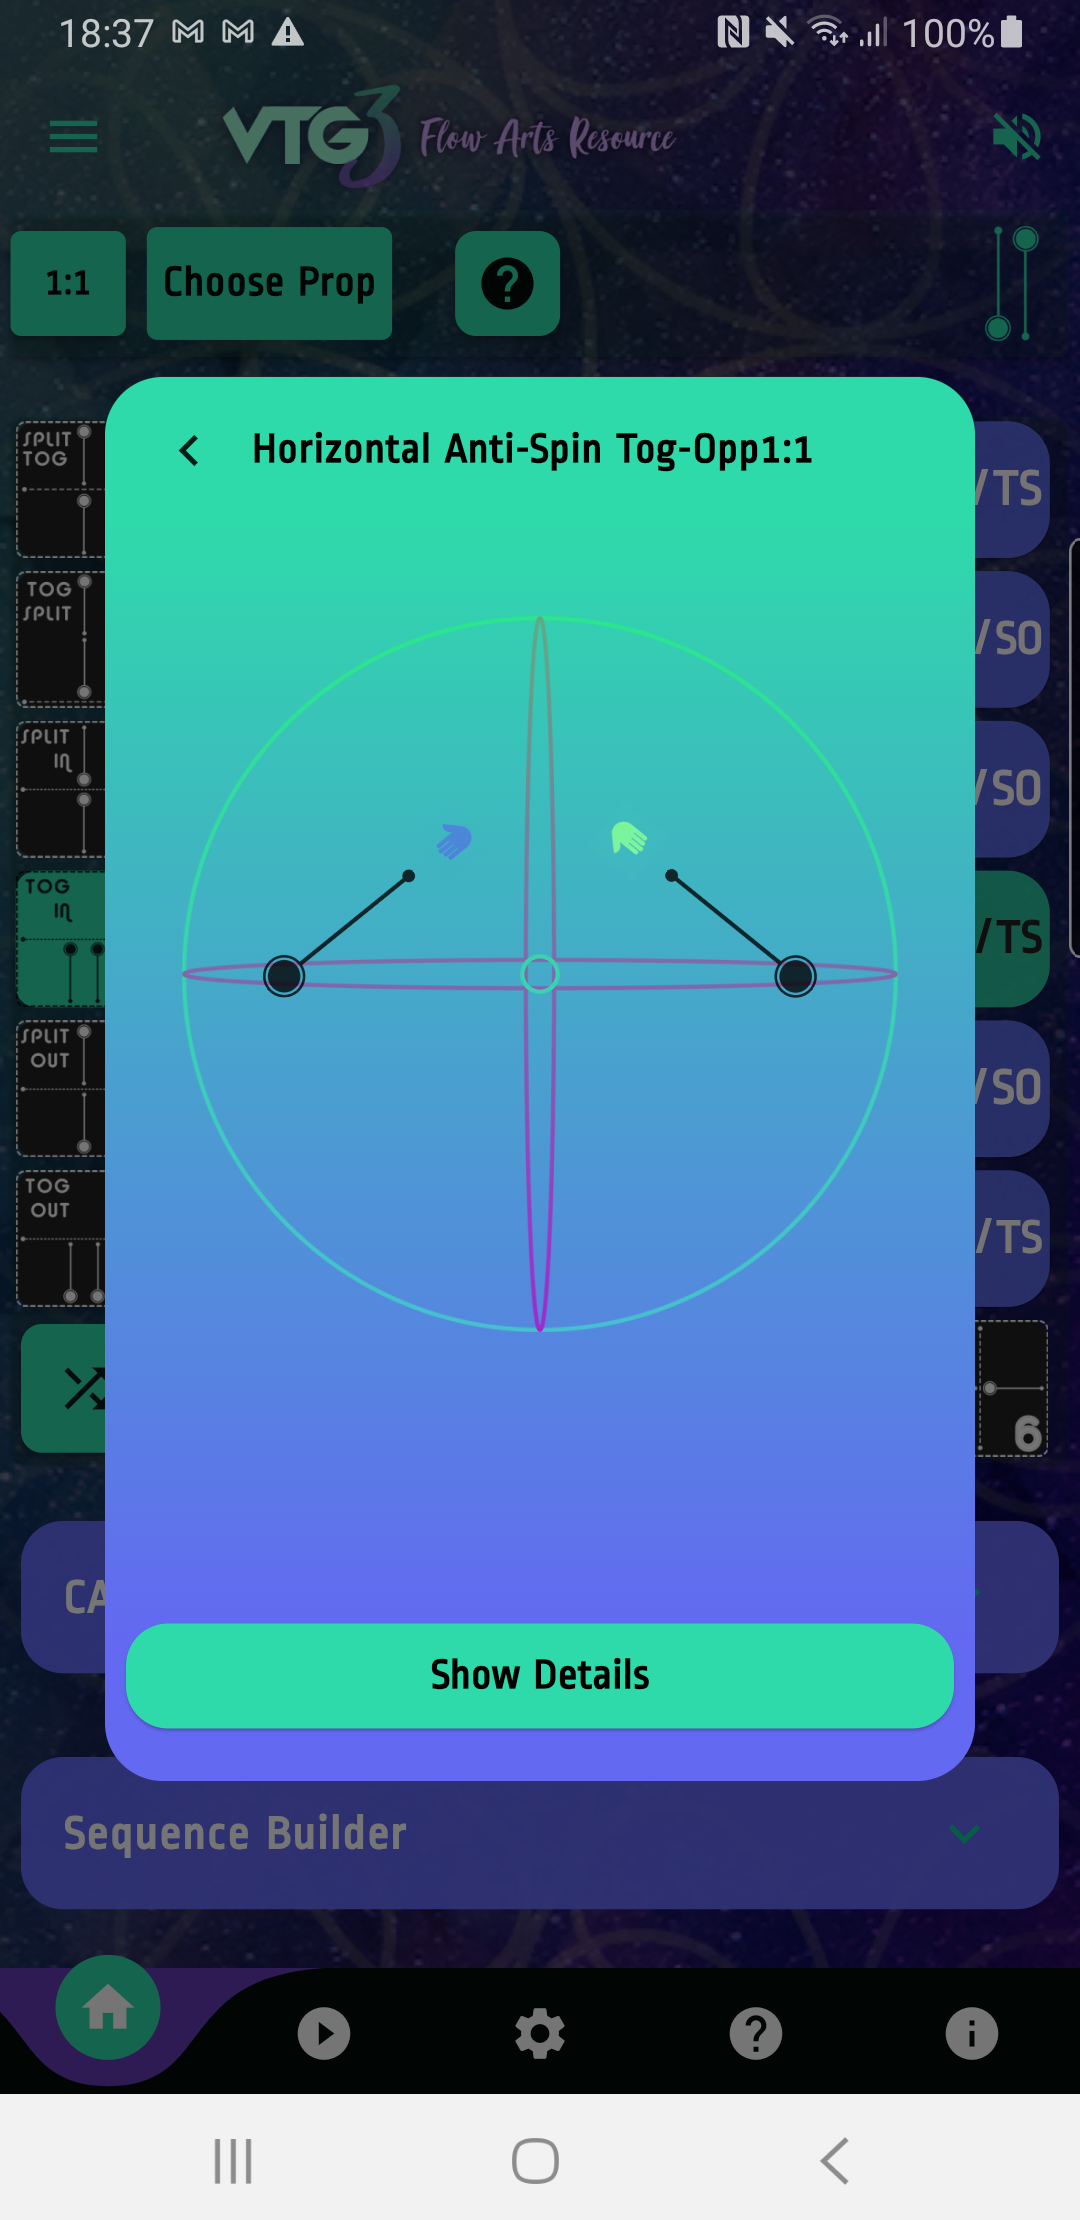 18:37
100%
VTG3 Flow Arts Resource
1:1
Choose Prop
Horizontal Anti-Spin Tog-Opp1:1
SPLIT
TOG
/TS
TOG
SPLIT
/SO
SPLIT
IN
/SO
TOG
IN
/TS
SPLIT
OUT
/SO
TOG
OUT
/TS
6
CA
Show Details
Sequence Builder